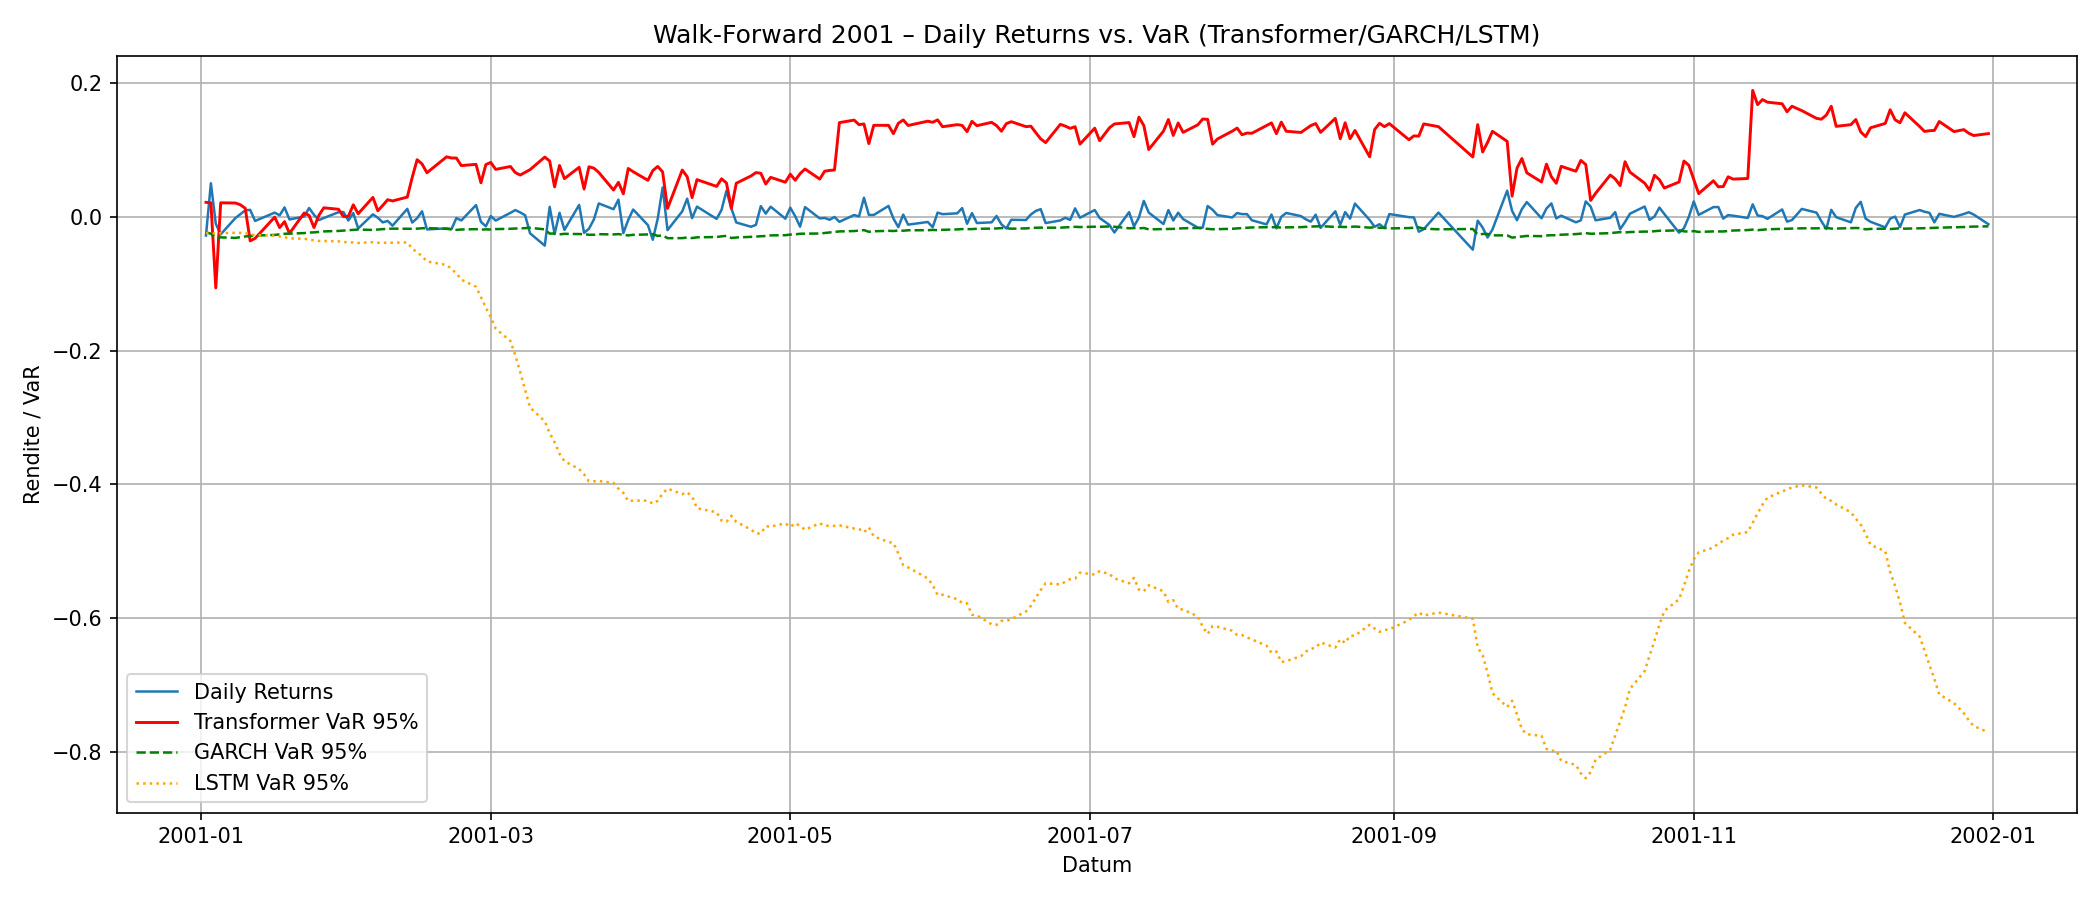 Walk-Forward 2001 – Daily Returns vs. VaR (Transformer/GARCH/LSTM)
Rendite / VaR
0.2
0.0
−0.2
−0.4
−0.6
−0.8
Daily Returns
Transformer VaR 95%
GARCH VaR 95%
LSTM VaR 95%
2001-01 2001-03 2001-05 2001-07 2001-09 2001-11 2002-01
Datum